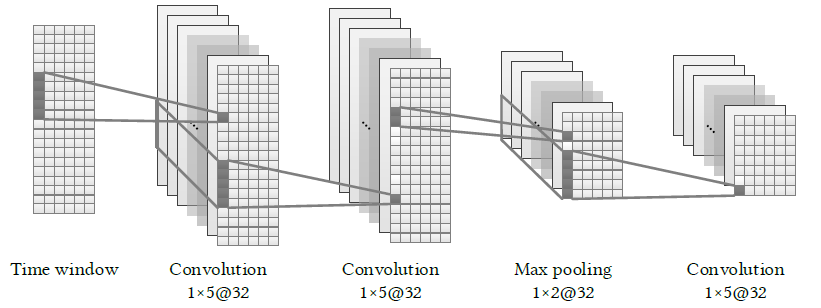 Time window
Convolution
1×5@32
Convolution
1×5@32
Max pooling
1×2@32
Convolution
1×5@32